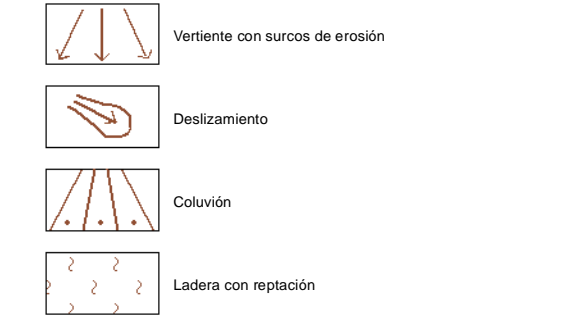 Vertiente con surcos de erosión
Deslizamiento
Coluvión
Ladera con reptación